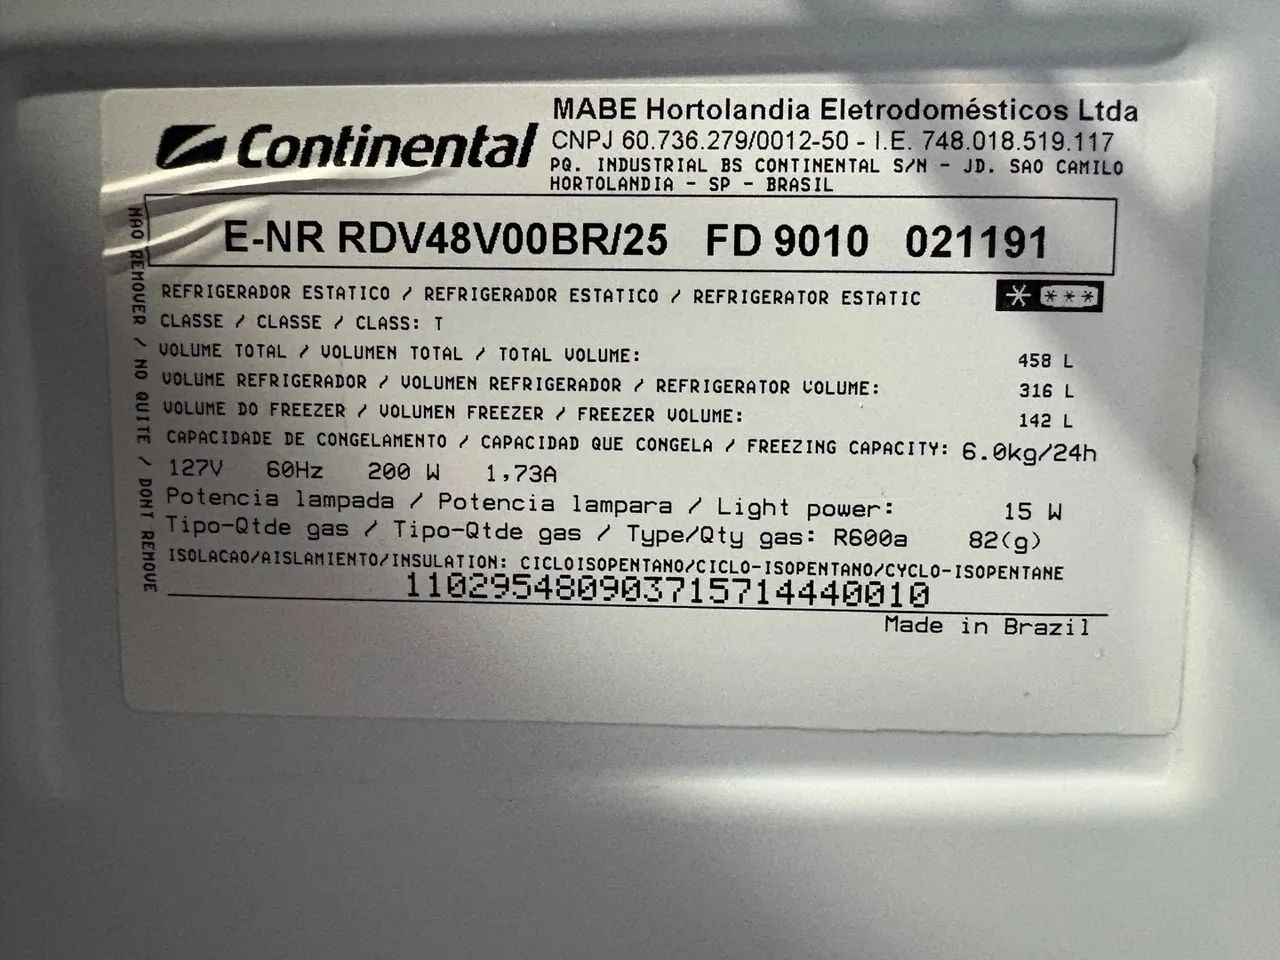 Continental
MABE Hortolandia Eletrodomésticos Ltda
CNPJ 60.736.279/0012-50 - I.E. 748.018.519.117
PQ. INDUSTRIAL BS CONTINENTAL S/N - JD. SAO CAMILO
HORTOLANDIA - SP - BRASIL
E-NR RDV48V00BR/25 FD 9010 021191
REFRIGERADOR ESTATICO / REFRIGERADOR ESTATICO / REFRIGERATOR ESTATIC
CLASSE / CLASSE / CLASS: T
VOLUME TOTAL / VOLUMEN TOTAL / TOTAL VOLUME: 458 L
VOLUME REFRIGERADOR / VOLUMEN REFRIGERADOR / REFRIGERATOR VOLUME: 316 L
VOLUME DO FREEZER / VOLUMEN FREEZER / FREEZER VOLUME: 142 L
CAPACIDADE DE CONGELAMENTO / CAPACIDAD QUE CONGELA / FREEZING CAPACITY: 6.0kg/24h
127V 60Hz 200 W 1,73A
Potencia lampada / Potencia lampara / Light power: 15 W
Tipo-Qtde gas / Tipo-Qtde gas / Type/Qty gas: R600a 82(g)
ISOLACAO/AISLAMIENTO/INSULATION: CICLOISOPENTANO/CICLO-ISOPENTANO/CYCLO-ISOPENTANE
110295480903715714440010
Made in Brazil
NAO REMOVER / NO QUITE / DONT REMOVE